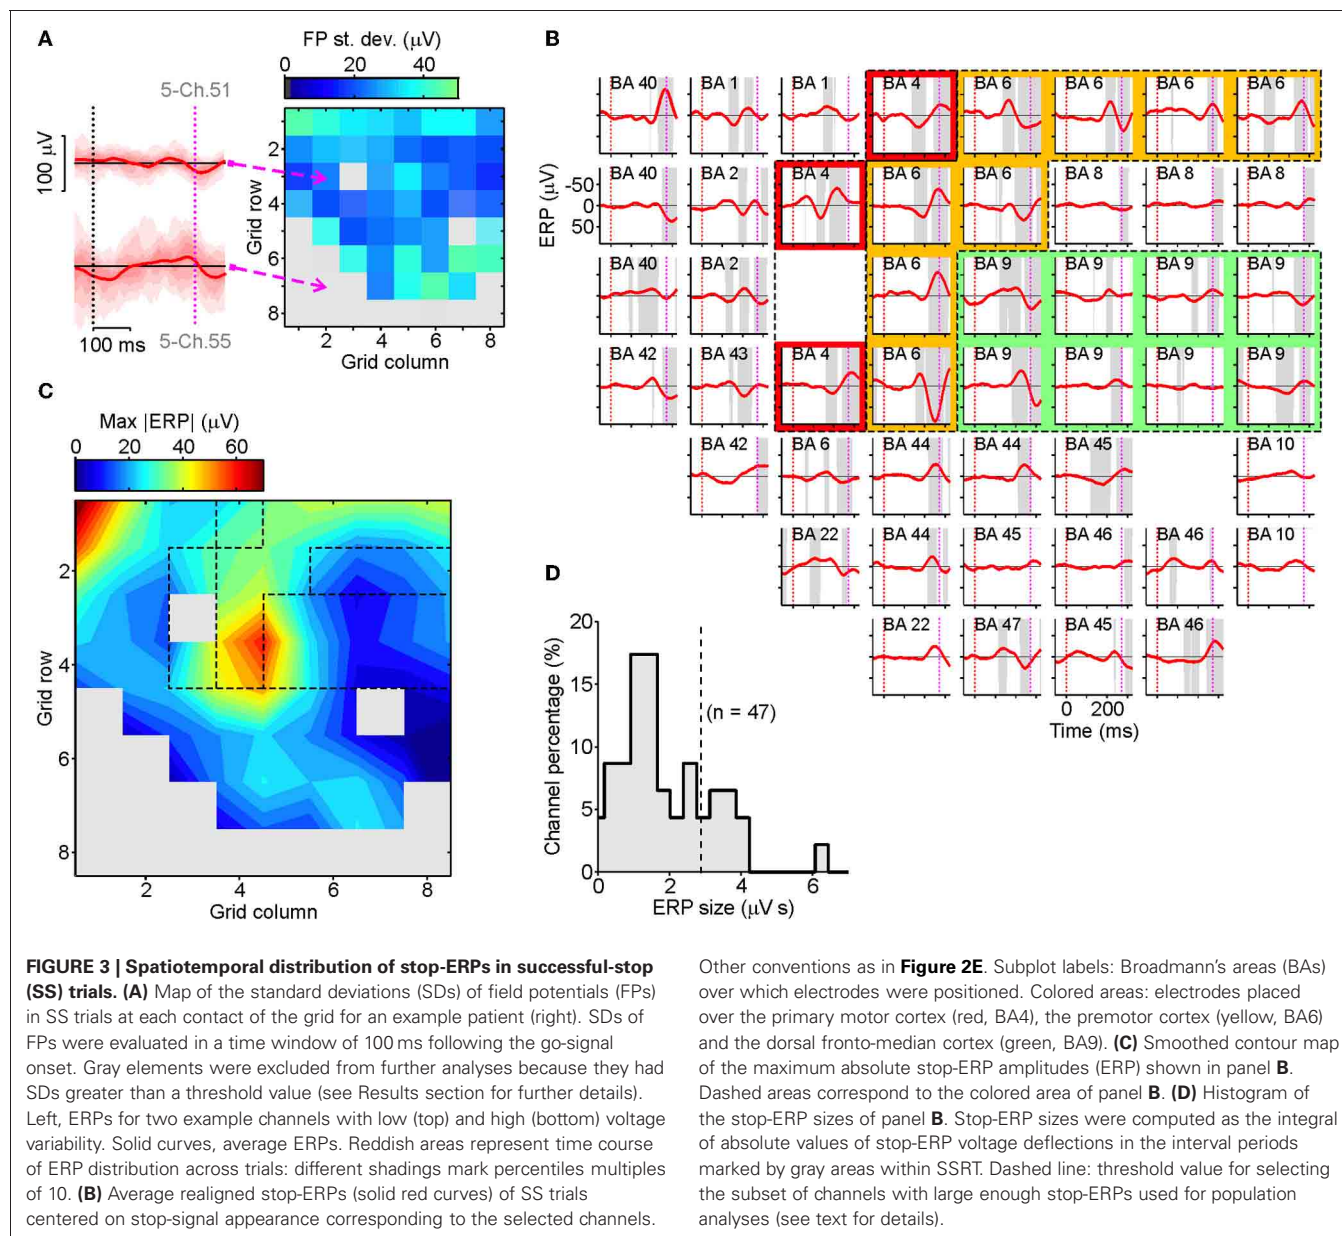 A
FP st. dev. (μV)
0 20 40
5-Ch.51
100 μV
5-Ch.55
100 ms
Grid row
2
4
6
8
2 4 6 8
Grid column
B
BA 40 BA 1 BA 1 BA 4 BA 6 BA 6 BA 6 BA 6
ERP (μV)
-50
0
50
BA 40 BA 2 BA 4 BA 6 BA 6 BA 8 BA 8 BA 8
BA 40 BA 2 BA 6 BA 9 BA 9 BA 9 BA 9
BA 42 BA 43 BA 4 BA 6 BA 9 BA 9 BA 9 BA 9
BA 42 BA 6 BA 44 BA 44 BA 45 BA 10
BA 22 BA 44 BA 45 BA 46 BA 46 BA 10
BA 22 BA 47 BA 45 BA 46
0 200
Time (ms)
C
Max |ERP| (μV)
0 20 40 60
Grid row
2
4
6
8
2 4 6 8
Grid column
D
20
15
10
5
0
Channel percentage (%)
(n = 47)
0 2 4 6
ERP size (μV s)
FIGURE 3 | Spatiotemporal distribution of stop-ERPs in successful-stop
(SS) trials. (A) Map of the standard deviations (SDs) of field potentials (FPs)
in SS trials at each contact of the grid for an example patient (right). SDs of
FPs were evaluated in a time window of 100 ms following the go-signal
onset. Gray elements were excluded from further analyses because they had
SDs greater than a threshold value (see Results section for further details).
Left, ERPs for two example channels with low (top) and high (bottom) voltage
variability. Solid curves, average ERPs. Reddish areas represent time course
of ERP distribution across trials: different shadings mark percentiles multiples
of 10. (B) Average realigned stop-ERPs (solid red curves) of SS trials
centered on stop-signal appearance corresponding to the selected channels.
Other conventions as in Figure 2E. Subplot labels: Broadmann's areas (BAs)
over which electrodes were positioned. Colored areas: electrodes placed
over the primary motor cortex (red, BA4), the premotor cortex (yellow, BA6)
and the dorsal fronto-median cortex (green, BA9). (C) Smoothed contour map
of the maximum absolute stop-ERP amplitudes (ERP) shown in panel B.
Dashed areas correspond to the colored area of panel B. (D) Histogram of
the stop-ERP sizes of panel B. Stop-ERP sizes were computed as the integral
of absolute values of stop-ERP voltage deflections in the interval periods
marked by gray areas within SSRT. Dashed line: threshold value for selecting
the subset of channels with large enough stop-ERPs used for population
analyses (see text for details).